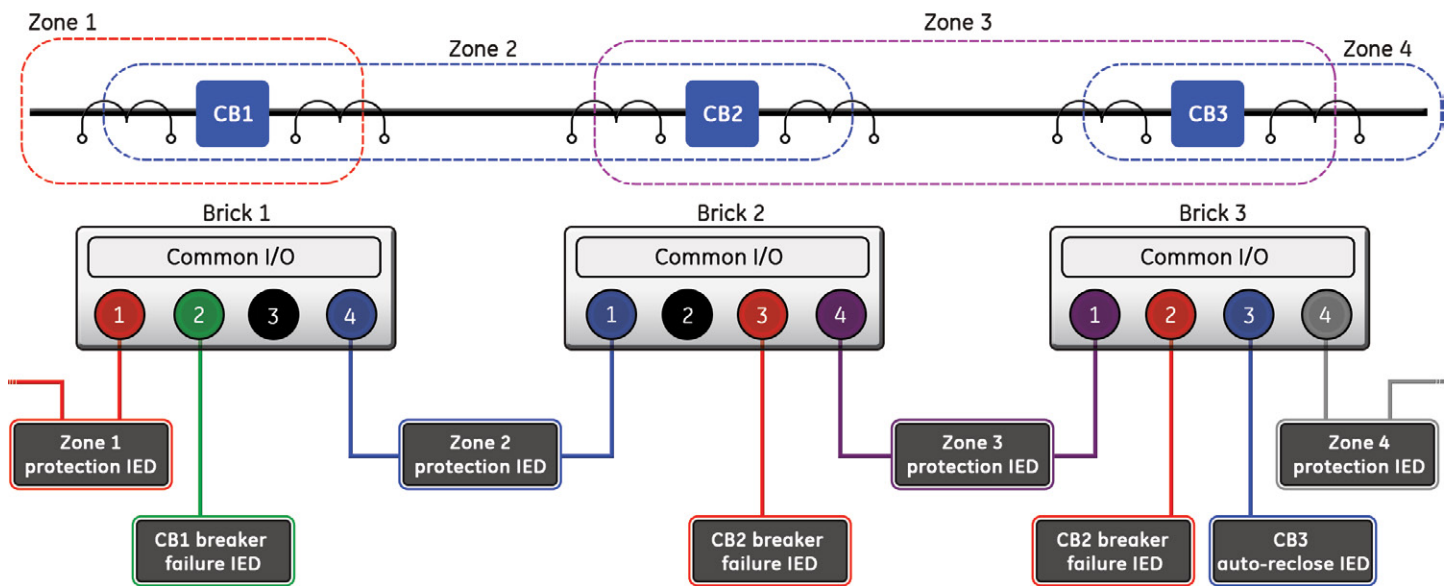 Zone 1
Zone 2
Zone 3
Zone 4
CB1
CB2
CB3
Brick 1
Brick 2
Brick 3
Common I/O
Common I/O
Common I/O
1
2
3
4
1
2
3
4
1
2
3
4
Zone 1
protection IED
Zone 2
protection IED
Zone 3
protection IED
Zone 4
protection IED
CB1 breaker
failure IED
CB2 breaker
failure IED
CB2 breaker
failure IED
CB3
auto-reclose IED